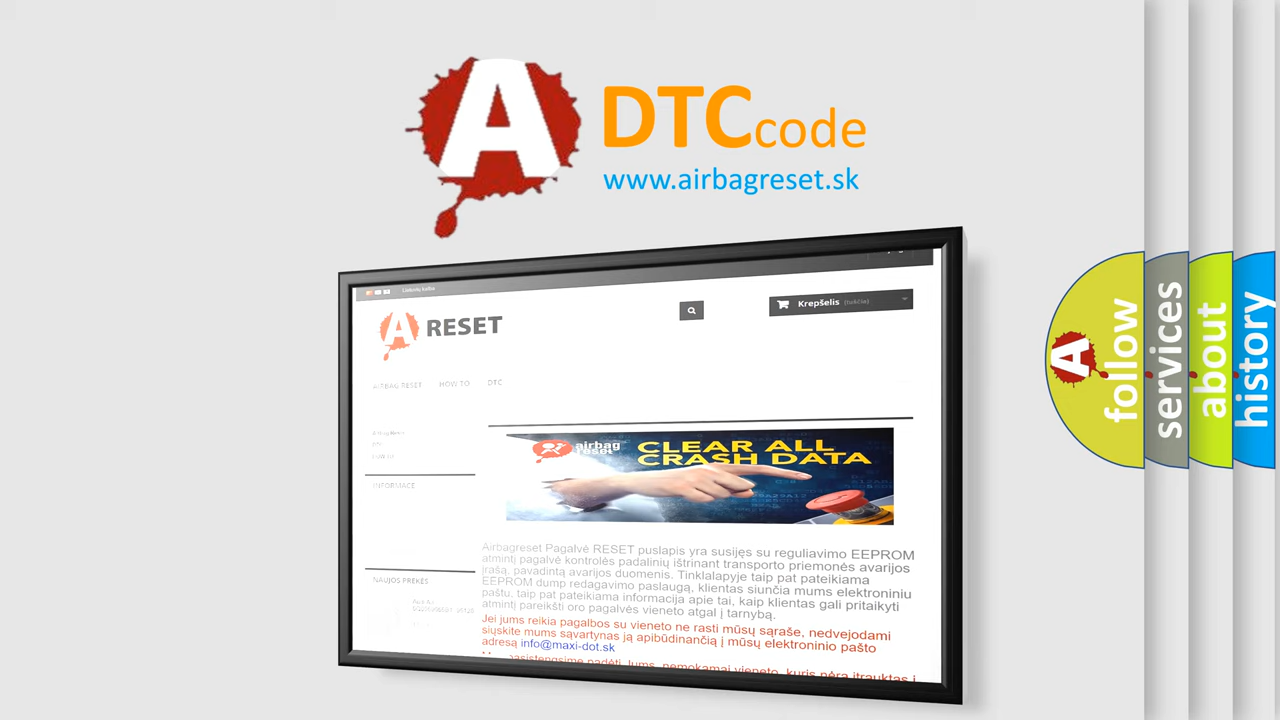 A DTCcode
www.airbagreset.sk
Lietuvių kalba
A RESET
Krepšelis (tuščia)
AIRBAG RESET HOW TO DTC
INFORMACE
airbag
reset
CLEAR ALL
CRASH DATA
Airbagreset Pagalvė RESET puslapis yra susijęs su reguliavimo EEPROM
atmintį pagalvė kontrolės padalinių ištrinant transporto priemonės avarijos
įrašą, pavadintą avarijos duomenis. Tinklalapyje taip pat pateikiama
EEPROM dump redagavimo paslaugą, klientas siunčia mums elektroniniu
paštu, taip pat pateikiama informacija apie tai, kaip klientas gali pritaikyti
atmintį pareikšti oro pagalvės vieneto atgal į tarnybą.
Jei jums reikia pagalbos su vieneto ne rasti mūsų sąraše, nedvejodami
siųskite mums sąvartynas ją apibūdinančią į mūsų elektroninio pašto
adresą info@maxi-dot.sk
NAUJOS PREKĖS
A follow
services
about
history